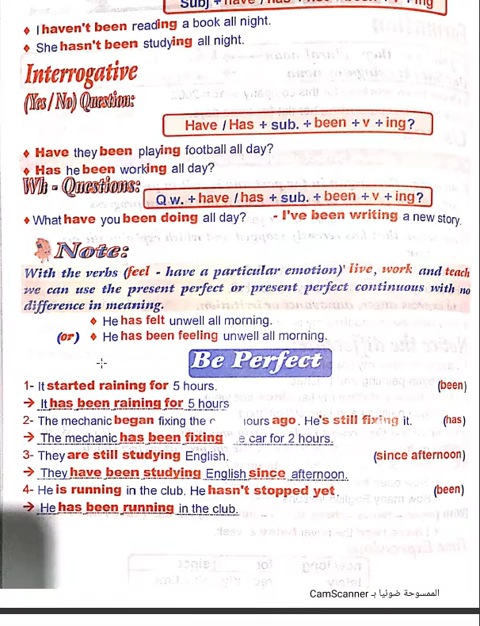 Subj + have / has + not + been + v + ing
♦ I haven't been reading a book all night.
♦ She hasn't been studying all night.
Interrogative
(Yes / No) Question:
Have / Has + sub. + been + v + ing?
♦ Have they been playing football all day?
♦ Has he been working all day?
Wh - Questions:
Q w. + have / has + sub. + been + v + ing?
♦ What have you been doing all day? - I've been writing a new story.
Note:
With the verbs (feel - have a particular emotion)' live, work and teach
we can use the present perfect or present perfect continuous with no
difference in meaning.
♦ He has felt unwell all morning.
(or) ♦ He has been feeling unwell all morning.
Be Perfect
1- It started raining for 5 hours. (been)
→ It has been raining for 5 hours
2- The mechanic began fixing the ours ago. He's still fixing it. (has)
→ The mechanic has been fixing e car for 2 hours.
3- They are still studying English. (since afternoon)
→ They have been studying English since afternoon.
4- He is running in the club. He hasn't stopped yet. (been)
→ He has been running in the club.
الممسوحة ضوئيا بـ CamScanner